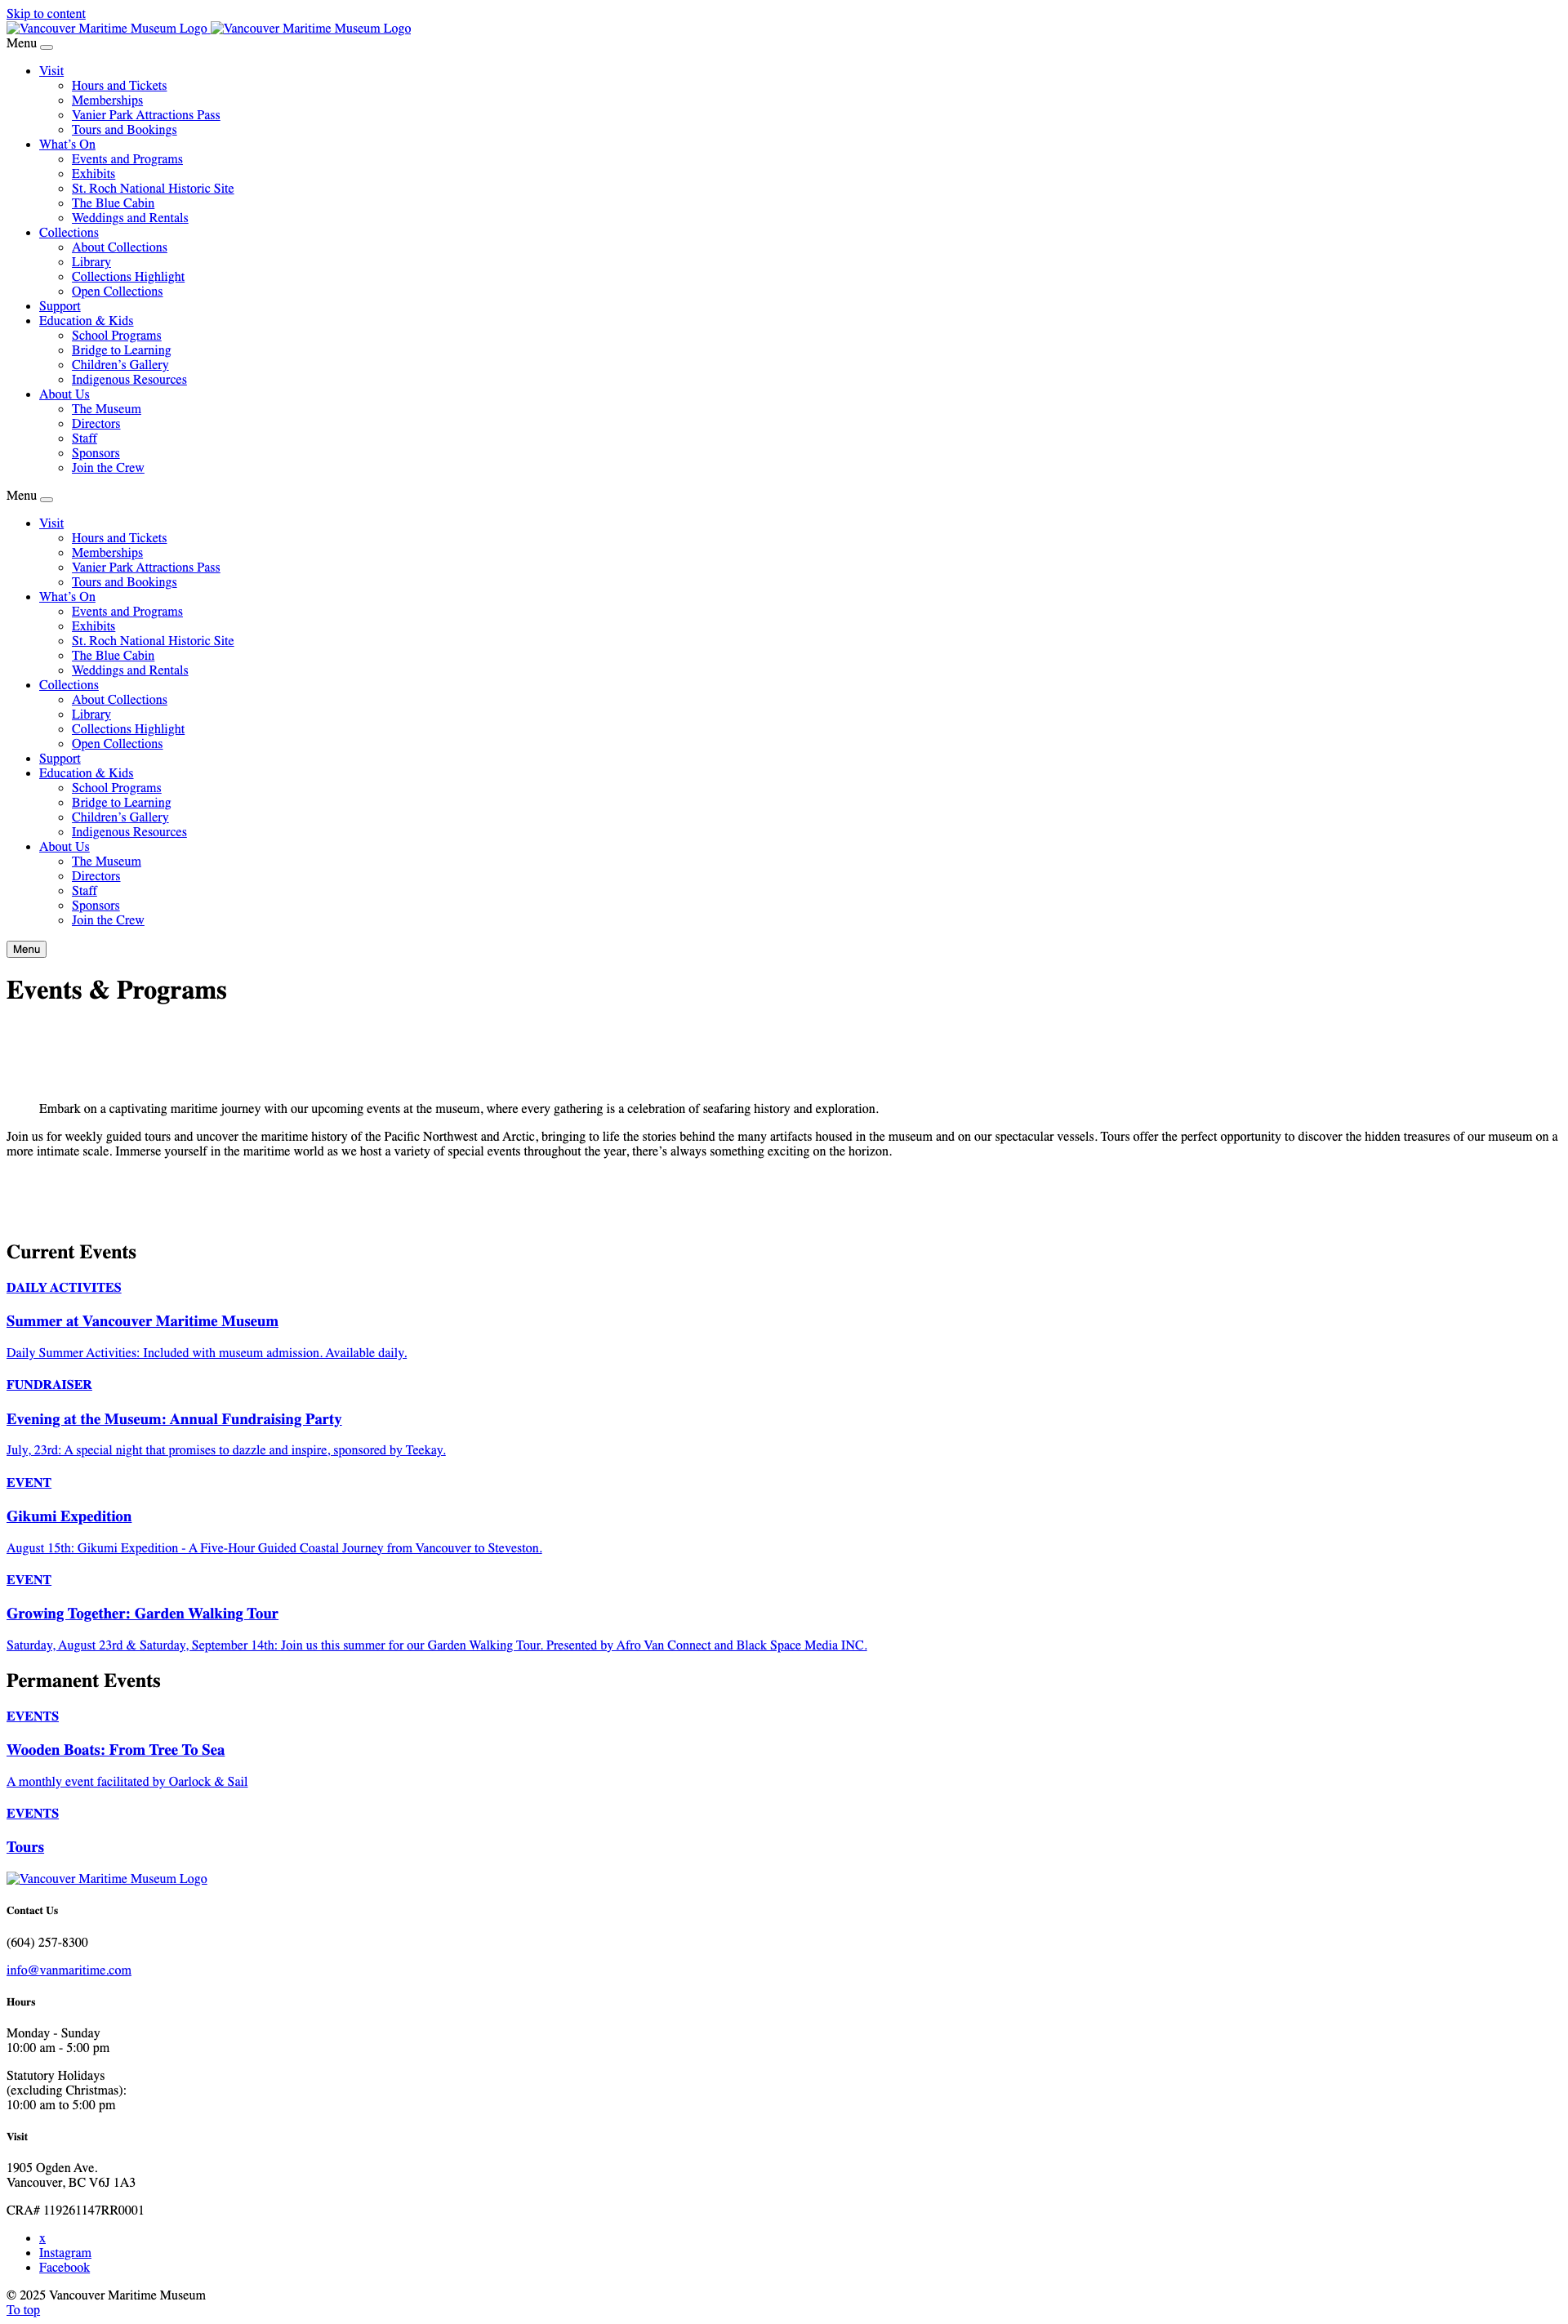 Skip to content
Vancouver Maritime Museum Logo Vancouver Maritime Museum Logo
Menu
Visit
Hours and Tickets
Memberships
Vanier Park Attractions Pass
Tours and Bookings
What’s On
Events and Programs
Exhibits
St. Roch National Historic Site
The Blue Cabin
Weddings and Rentals
Collections
About Collections
Library
Collections Highlight
Open Collections
Support
Education & Kids
School Programs
Bridge to Learning
Children’s Gallery
Indigenous Resources
About Us
The Museum
Directors
Staff
Sponsors
Join the Crew
Menu
Visit
Hours and Tickets
Memberships
Vanier Park Attractions Pass
Tours and Bookings
What’s On
Events and Programs
Exhibits
St. Roch National Historic Site
The Blue Cabin
Weddings and Rentals
Collections
About Collections
Library
Collections Highlight
Open Collections
Support
Education & Kids
School Programs
Bridge to Learning
Children’s Gallery
Indigenous Resources
About Us
The Museum
Directors
Staff
Sponsors
Join the Crew
Menu
Events & Programs
Embark on a captivating maritime journey with our upcoming events at the museum, where every gathering is a celebration of seafaring history and exploration.
Join us for weekly guided tours and uncover the maritime history of the Pacific Northwest and Arctic, bringing to life the stories behind the many artifacts housed in the museum and on our spectacular vessels. Tours offer the perfect opportunity to discover the hidden treasures of our museum on a
more intimate scale. Immerse yourself in the maritime world as we host a variety of special events throughout the year, there’s always something exciting on the horizon.
Current Events
DAILY ACTIVITES
Summer at Vancouver Maritime Museum
Daily Summer Activities: Included with museum admission. Available daily.
FUNDRAISER
Evening at the Museum: Annual Fundraising Party
July, 23rd: A special night that promises to dazzle and inspire, sponsored by Teekay.
EVENT
Gikumi Expedition
August 15th: Gikumi Expedition - A Five-Hour Guided Coastal Journey from Vancouver to Steveston.
EVENT
Growing Together: Garden Walking Tour
Saturday, August 23rd & Saturday, September 14th: Join us this summer for our Garden Walking Tour. Presented by Afro Van Connect and Black Space Media INC.
Permanent Events
EVENTS
Wooden Boats: From Tree To Sea
A monthly event facilitated by Oarlock & Sail
EVENTS
Tours
Vancouver Maritime Museum Logo
Contact Us
(604) 257-8300
info@vanmaritime.com
Hours
Monday - Sunday
10:00 am - 5:00 pm
Statutory Holidays
(excluding Christmas):
10:00 am to 5:00 pm
Visit
1905 Ogden Ave.
Vancouver, BC V6J 1A3
CRA# 119261147RR0001
x
Instagram
Facebook
© 2025 Vancouver Maritime Museum
To top